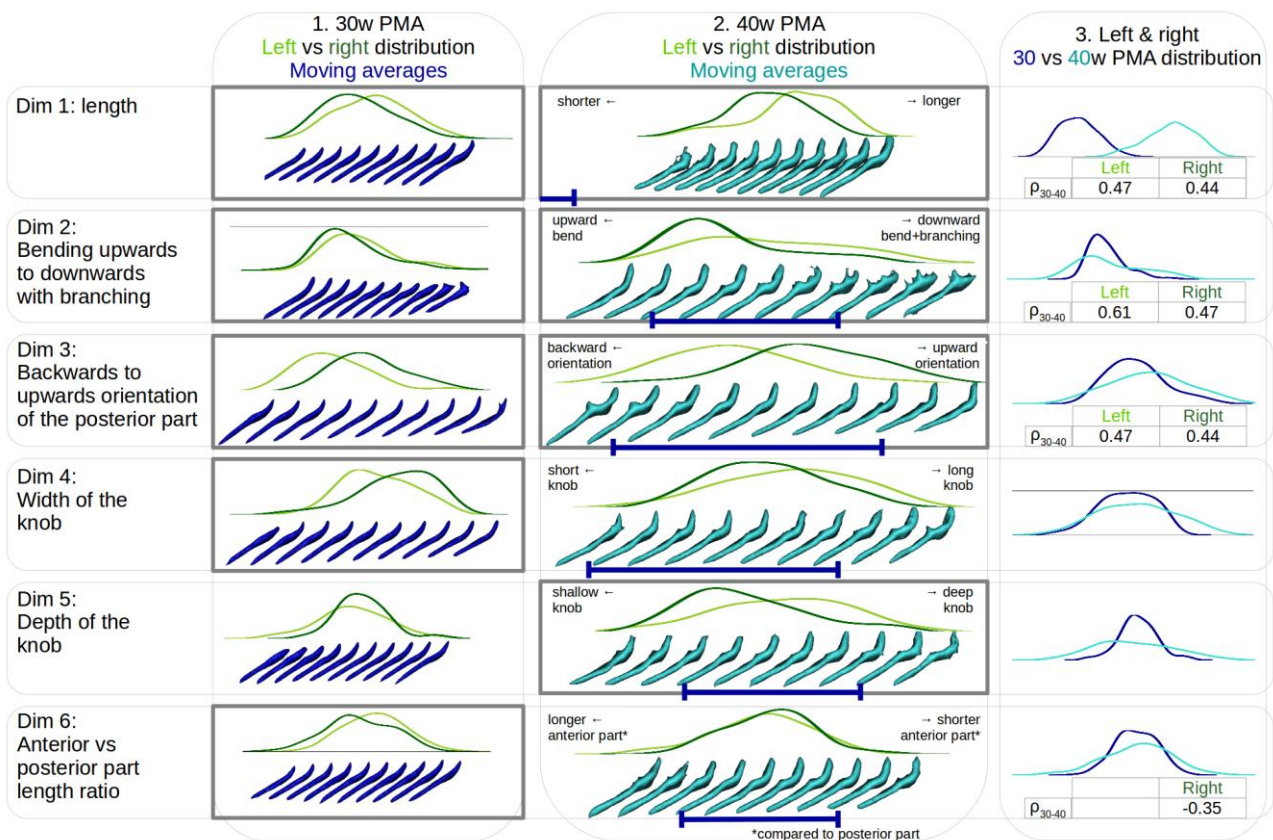 1. 30w PMA
Left vs right distribution
Moving averages
2. 40w PMA
Left vs right distribution
Moving averages
3. Left & right
30 vs 40w PMA distribution
Dim 1: length
shorter ←
→ longer
Left
Right
ρ30-40
0.47
0.44
Dim 2:
Bending upwards
to downwards
with branching
upward ←
bend
→ downward
bend+branching
Left
Right
ρ30-40
0.61
0.47
Dim 3:
Backwards to
upwards orientation
of the posterior part
backward ←
orientation
→ upward
orientation
Left
Right
ρ30-40
0.47
0.44
Dim 4:
Width of the
knob
short ←
knob
→ long
knob
Dim 5:
Depth of the
knob
shallow ←
knob
→ deep
knob
Dim 6:
Anterior vs
posterior part
length ratio
longer ←
anterior part*
→ shorter
anterior part*
Right
ρ30-40
-0.35
*compared to posterior part